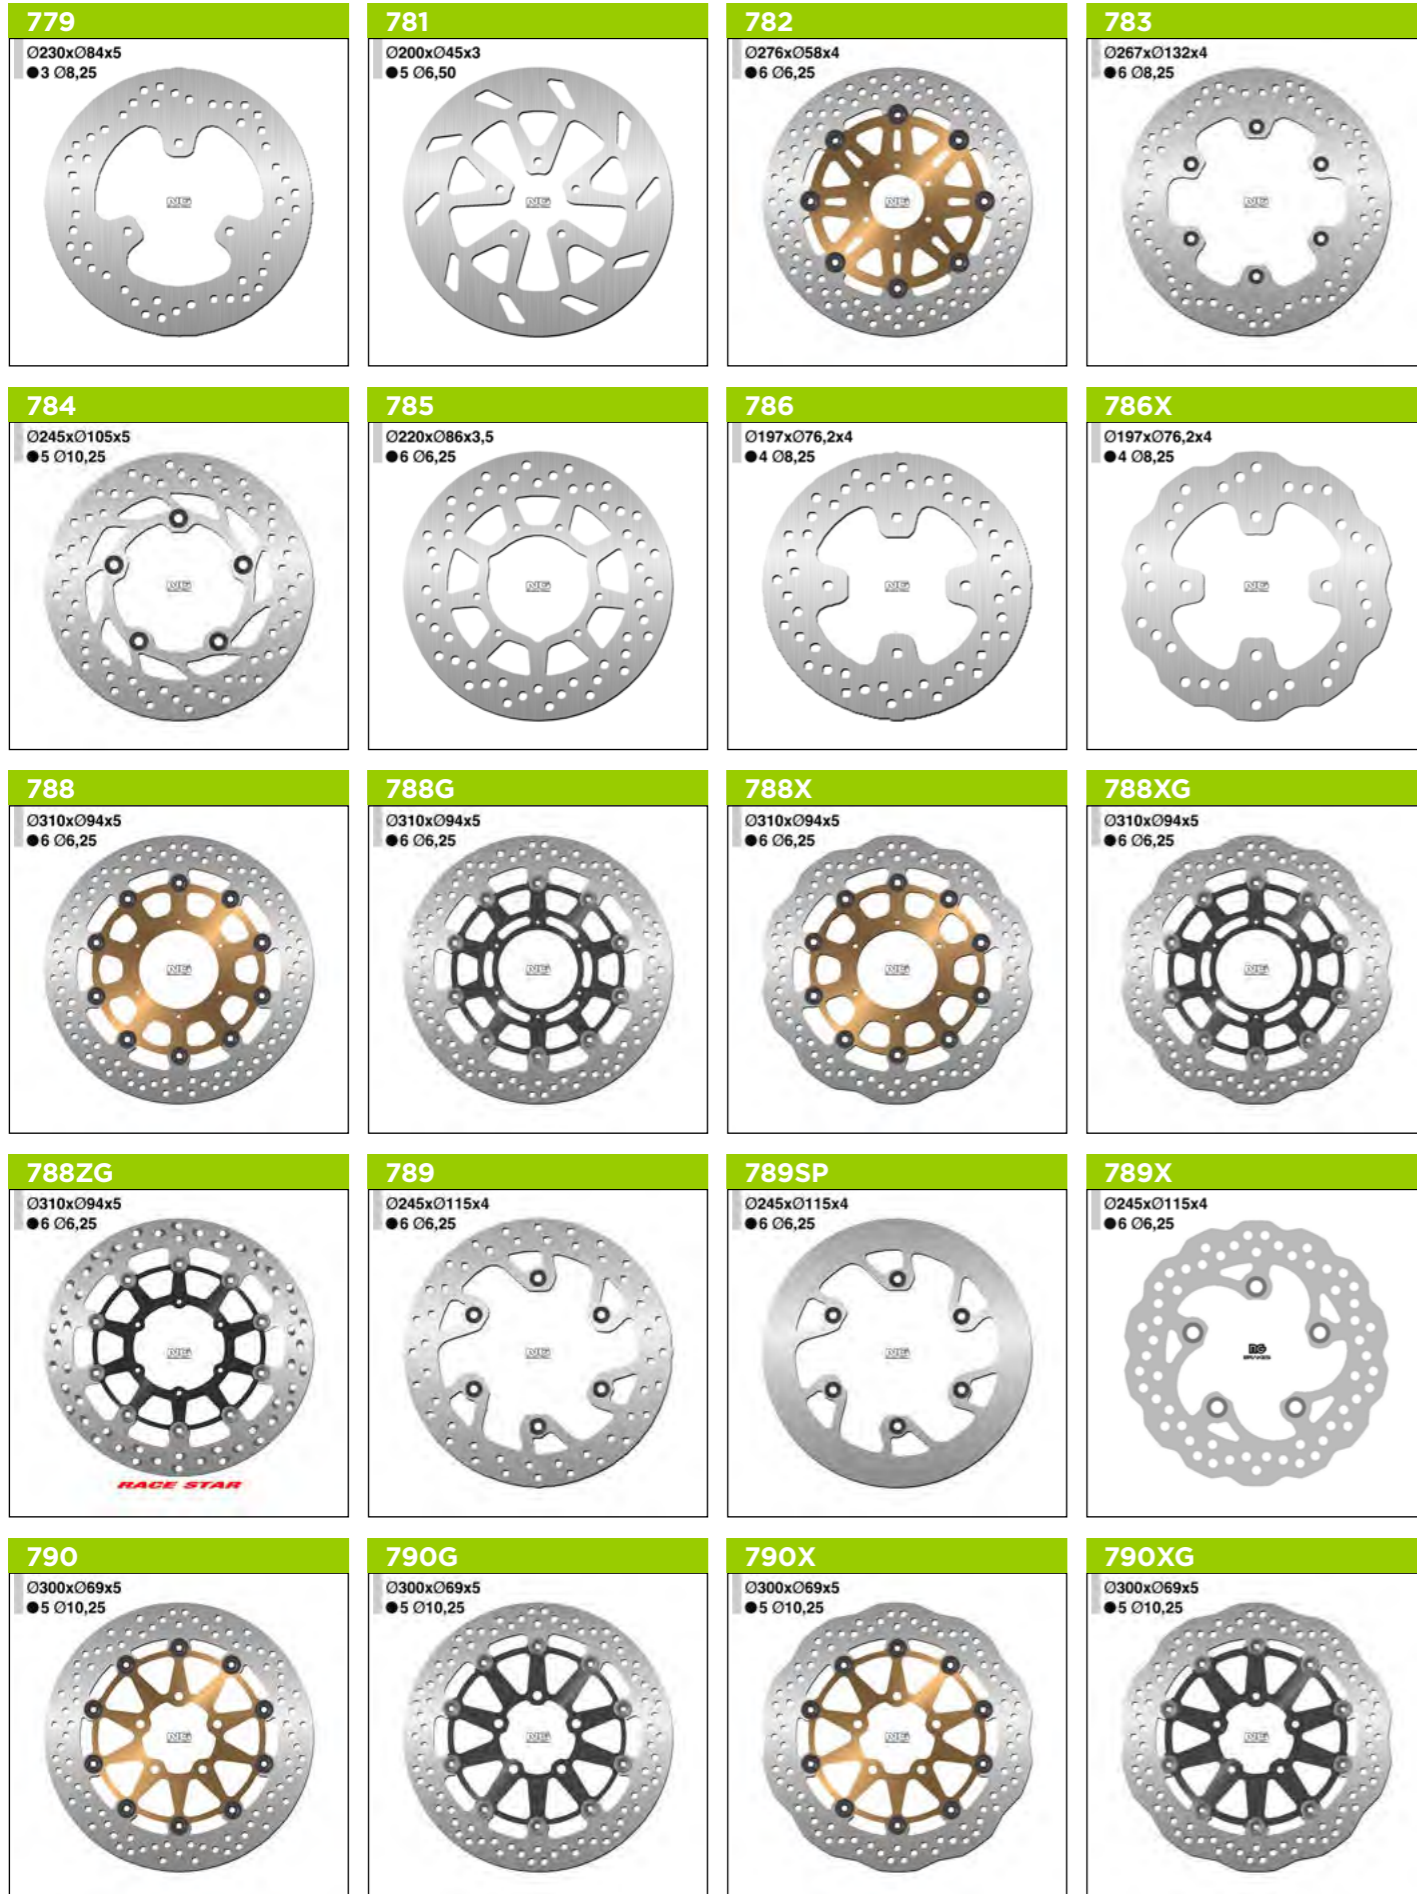 779
Ø230xØ84x5
●3 Ø8,25
781
Ø200xØ45x3
●5 Ø6,50
782
Ø276xØ58x4
●6 Ø6,25
783
Ø267xØ132x4
●6 Ø8,25
784
Ø245xØ105x5
●5 Ø10,25
785
Ø220xØ86x3,5
●6 Ø6,25
786
Ø197xØ76,2x4
●4 Ø8,25
786X
Ø197xØ76,2x4
●4 Ø8,25
788
Ø310xØ94x5
●6 Ø6,25
788G
Ø310xØ94x5
●6 Ø6,25
788X
Ø310xØ94x5
●6 Ø6,25
788XG
Ø310xØ94x5
●6 Ø6,25
788ZG
Ø310xØ94x5
●6 Ø6,25
RACE STAR
789
Ø245xØ115x4
●6 Ø6,25
789SP
Ø245xØ115x4
●6 Ø6,25
789X
Ø245xØ115x4
●6 Ø6,25
NG
BRAKES
790
Ø300xØ69x5
●5 Ø10,25
790G
Ø300xØ69x5
●5 Ø10,25
790X
Ø300xØ69x5
●5 Ø10,25
790XG
Ø300xØ69x5
●5 Ø10,25